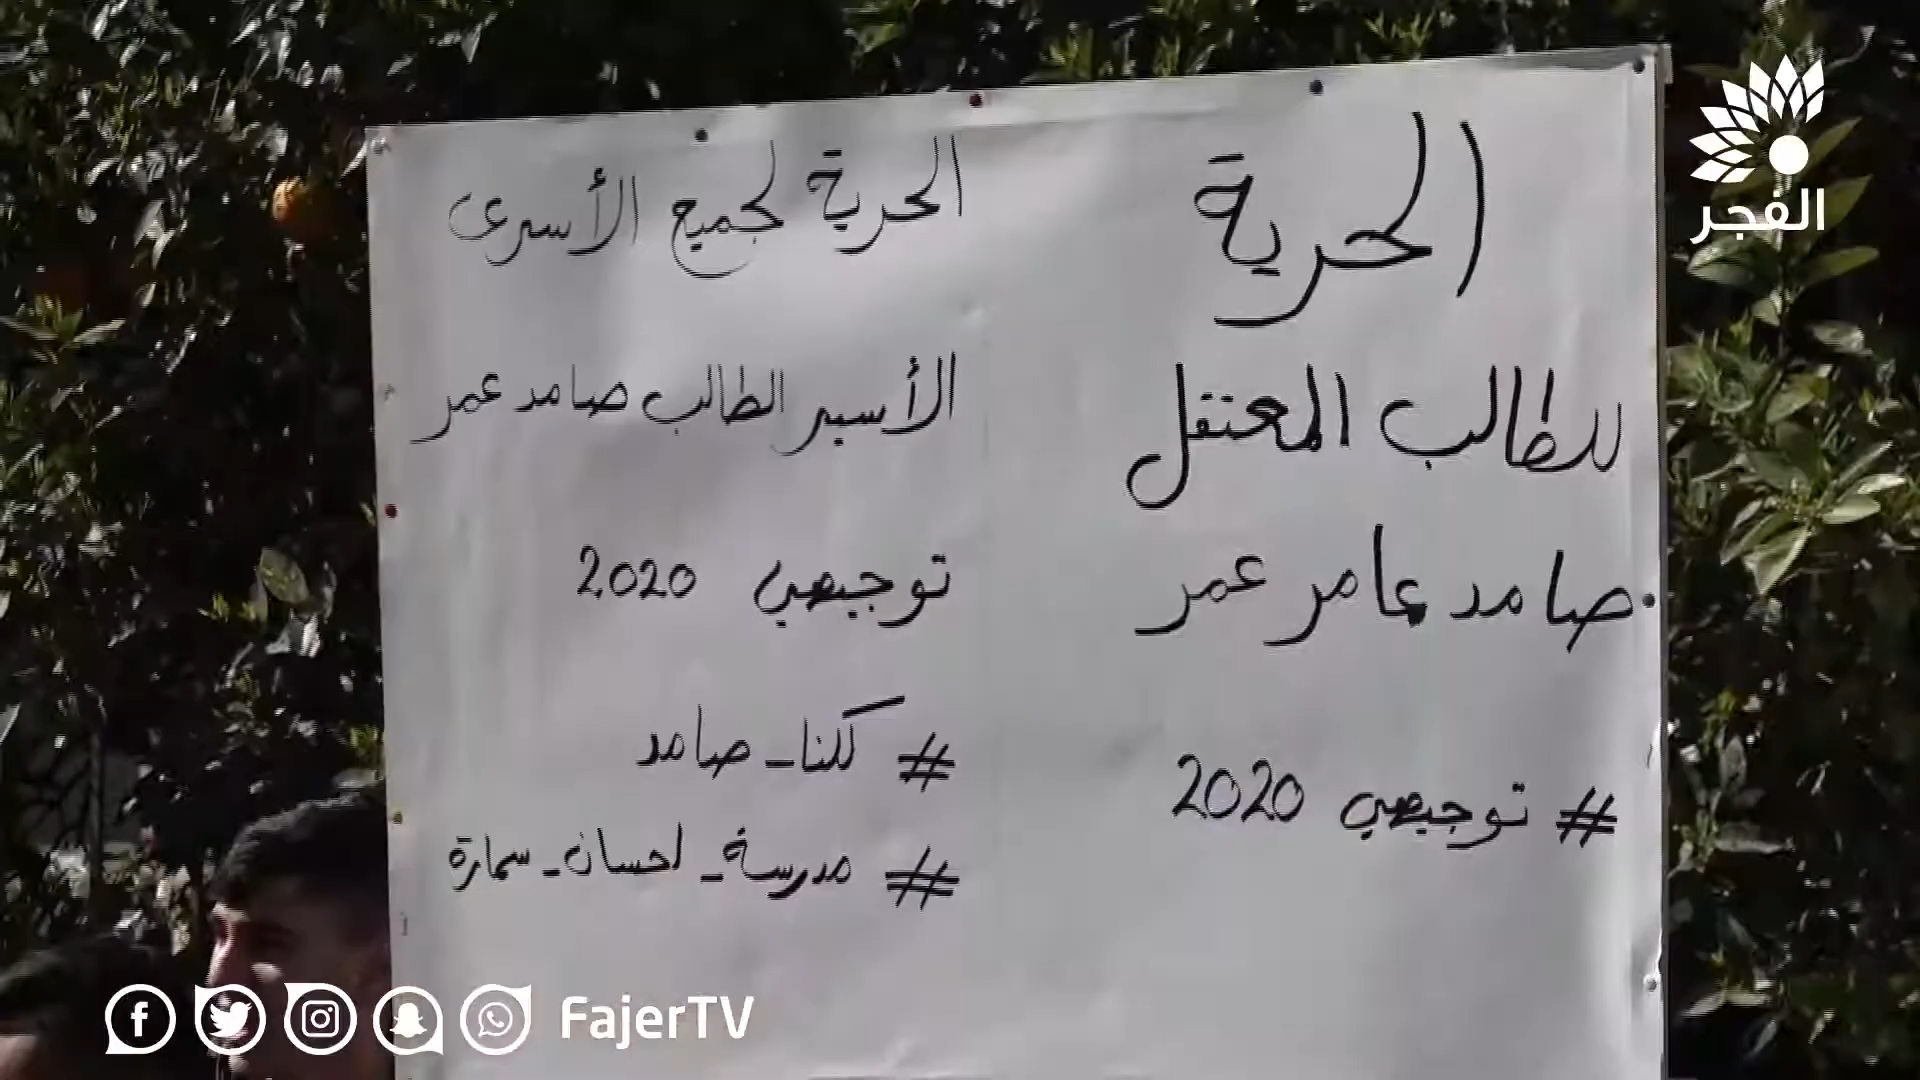 الحرية
للطالب المعتقل
صامد عامر عمر
# توجيهي 2020
الحرية لجميع الأسرى
الأسير الطالب صامد عمر
توجيهي 2020
# كلنا_صامد
# مدرسة_احسان_سمارة
الفجر
FajerTV